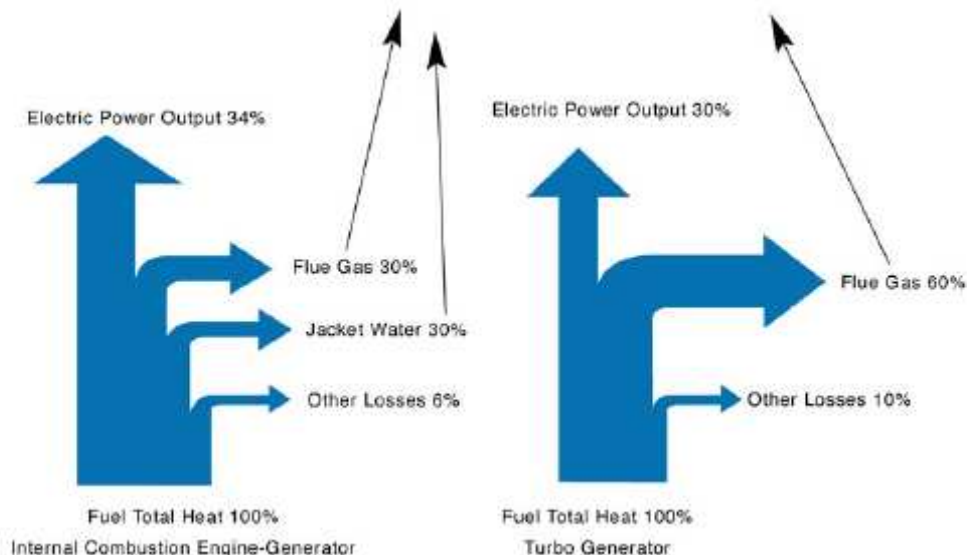 Electric Power Output 34%
Flue Gas 30%
Jacket Water 30%
Other Losses 6%
Fuel Total Heat 100%
Internal Combustion Engine-Generator
Electric Power Output 30%
Flue Gas 60%
Other Losses 10%
Fuel Total Heat 100%
Turbo Generator